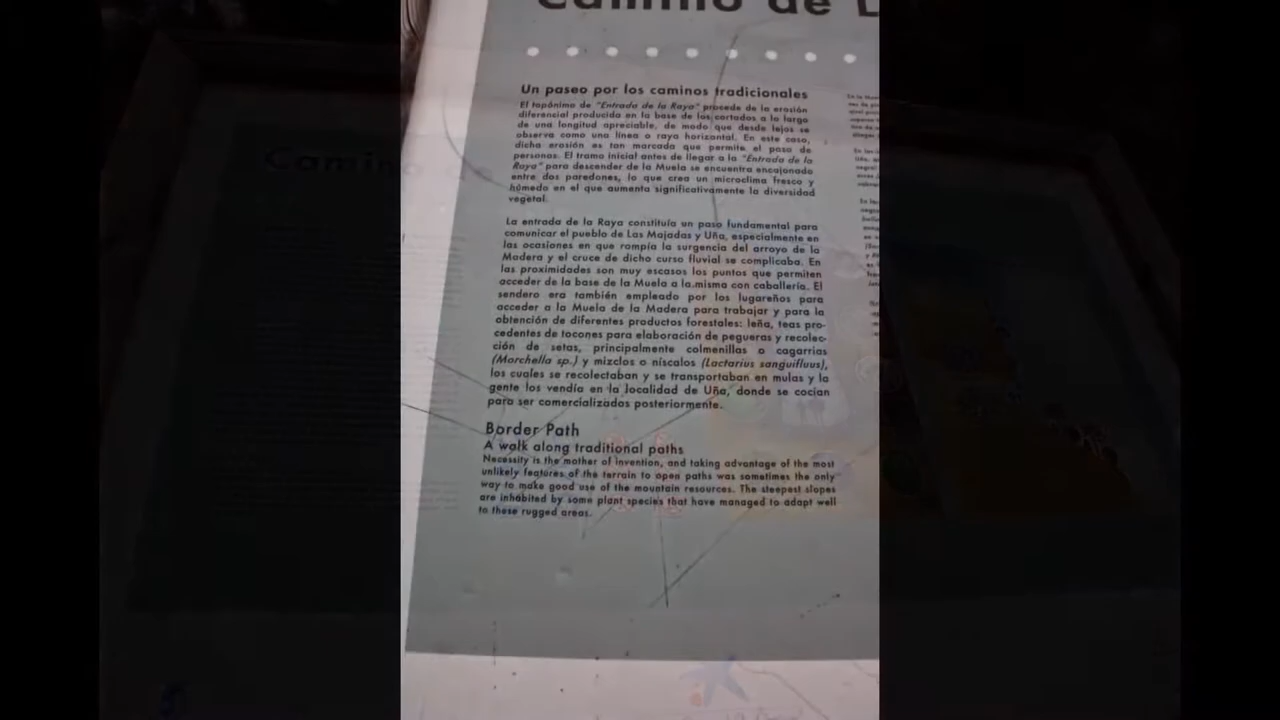 Camino de L
Un paseo por los caminos tradicionales
El topónimo de "Entrada de la Raya" procede de la erosión
diferencial producida en la base de los cortados a lo largo
de una longitud apreciable, de modo que desde lejos se
observa como una línea o raya horizontal. En este caso,
dicha erosión es tan marcada que permite el paso de
personas. El tramo inicial antes de llegar a la "Entrada de la
Raya" para descender de la Muela se encuentra encajonado
entre dos paredones, lo que crea un microclima fresco y
húmedo en el que aumenta significativamente la diversidad
vegetal.
La entrada de la Raya constituía un paso fundamental para
comunicar el pueblo de Las Majadas y Uña, especialmente en
las ocasiones en que rompía la surgencia del arroyo de la
Madera y el cruce de dicho curso fluvial se complicaba. En
las proximidades son muy escasos los puntos que permiten
acceder de la base de la Muela a la misma con caballería. El
sendero era también empleado por los lugareños para
acceder a la Muela de la Madera para trabajar y para la
obtención de diferentes productos forestales: leña, teas pro-
cedentes de tocones para elaboración de pegueras y recolec-
ción de setas, principalmente colmenillas o cagarrias
(Morchella sp.) y mizclos o níscalos (Lactarius sanguifluus),
los cuales se recolectaban y se transportaban en mulas y la
gente los vendía en la localidad de Uña, donde se cocían
para ser comercializados posteriormente.
Border Path
A walk along traditional paths
Necessity is the mother of invention, and taking advantage of the most
unlikely features of the terrain to open paths was sometimes the only
way to make good use of the mountain resources. The steepest slopes
are inhabited by some plant species that have managed to adapt well
to these rugged areas.